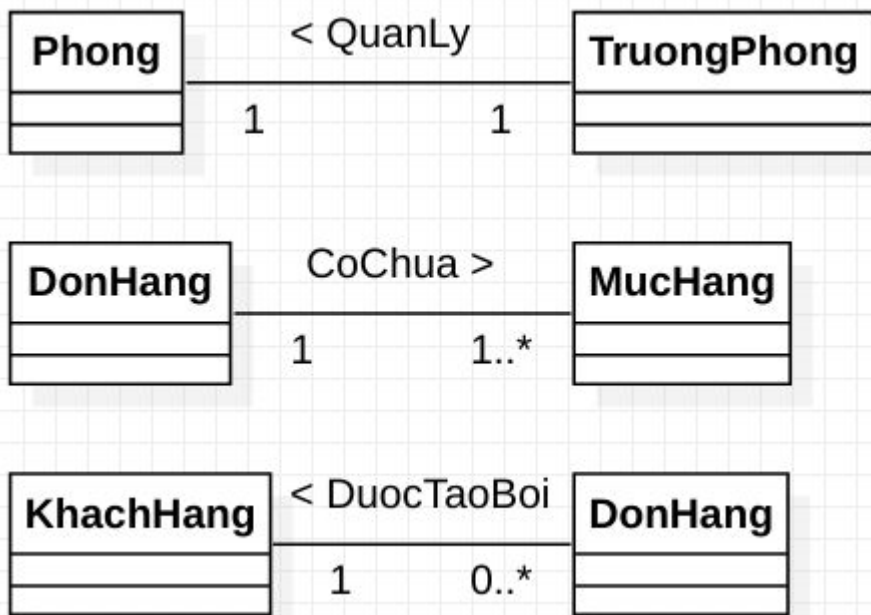 < QuanLy
Phong
TruongPhong
1
1
CoChua >
DonHang
MucHang
1
1..*
< DuocTaoBoi
KhachHang
DonHang
1
0..*